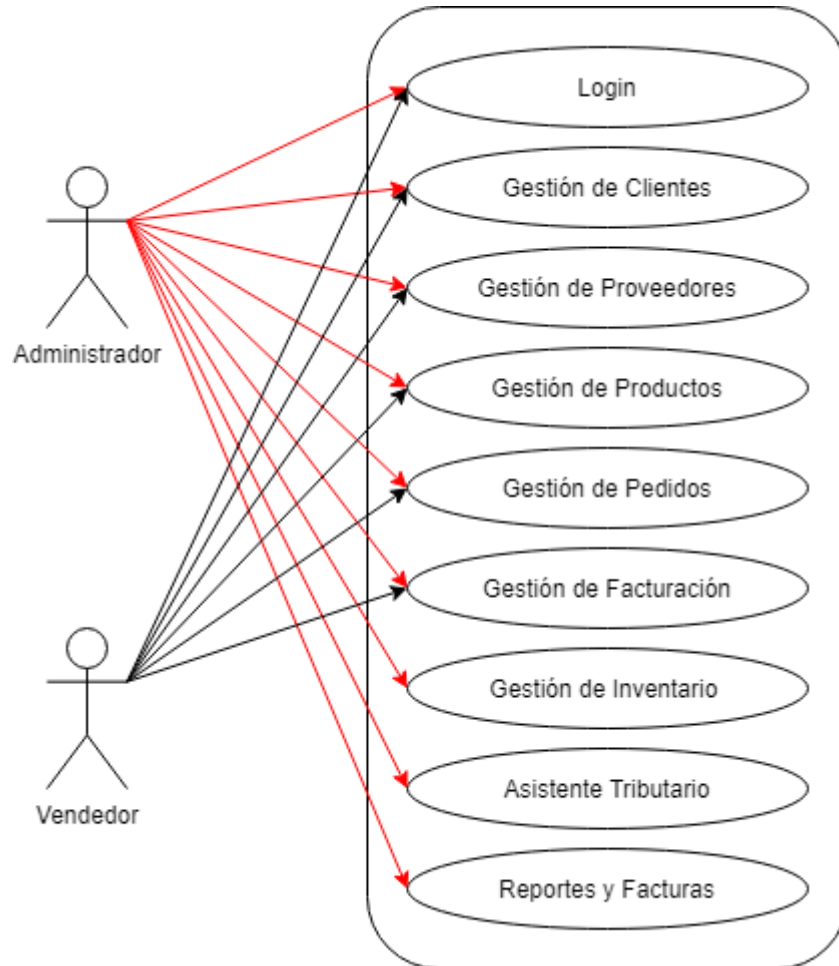 Login
Gestión de Clientes
Gestión de Proveedores
Administrador
Gestión de Productos
Gestión de Pedidos
Gestión de Facturación
Gestión de Inventario
Asistente Tributario
Vendedor
Reportes y Facturas